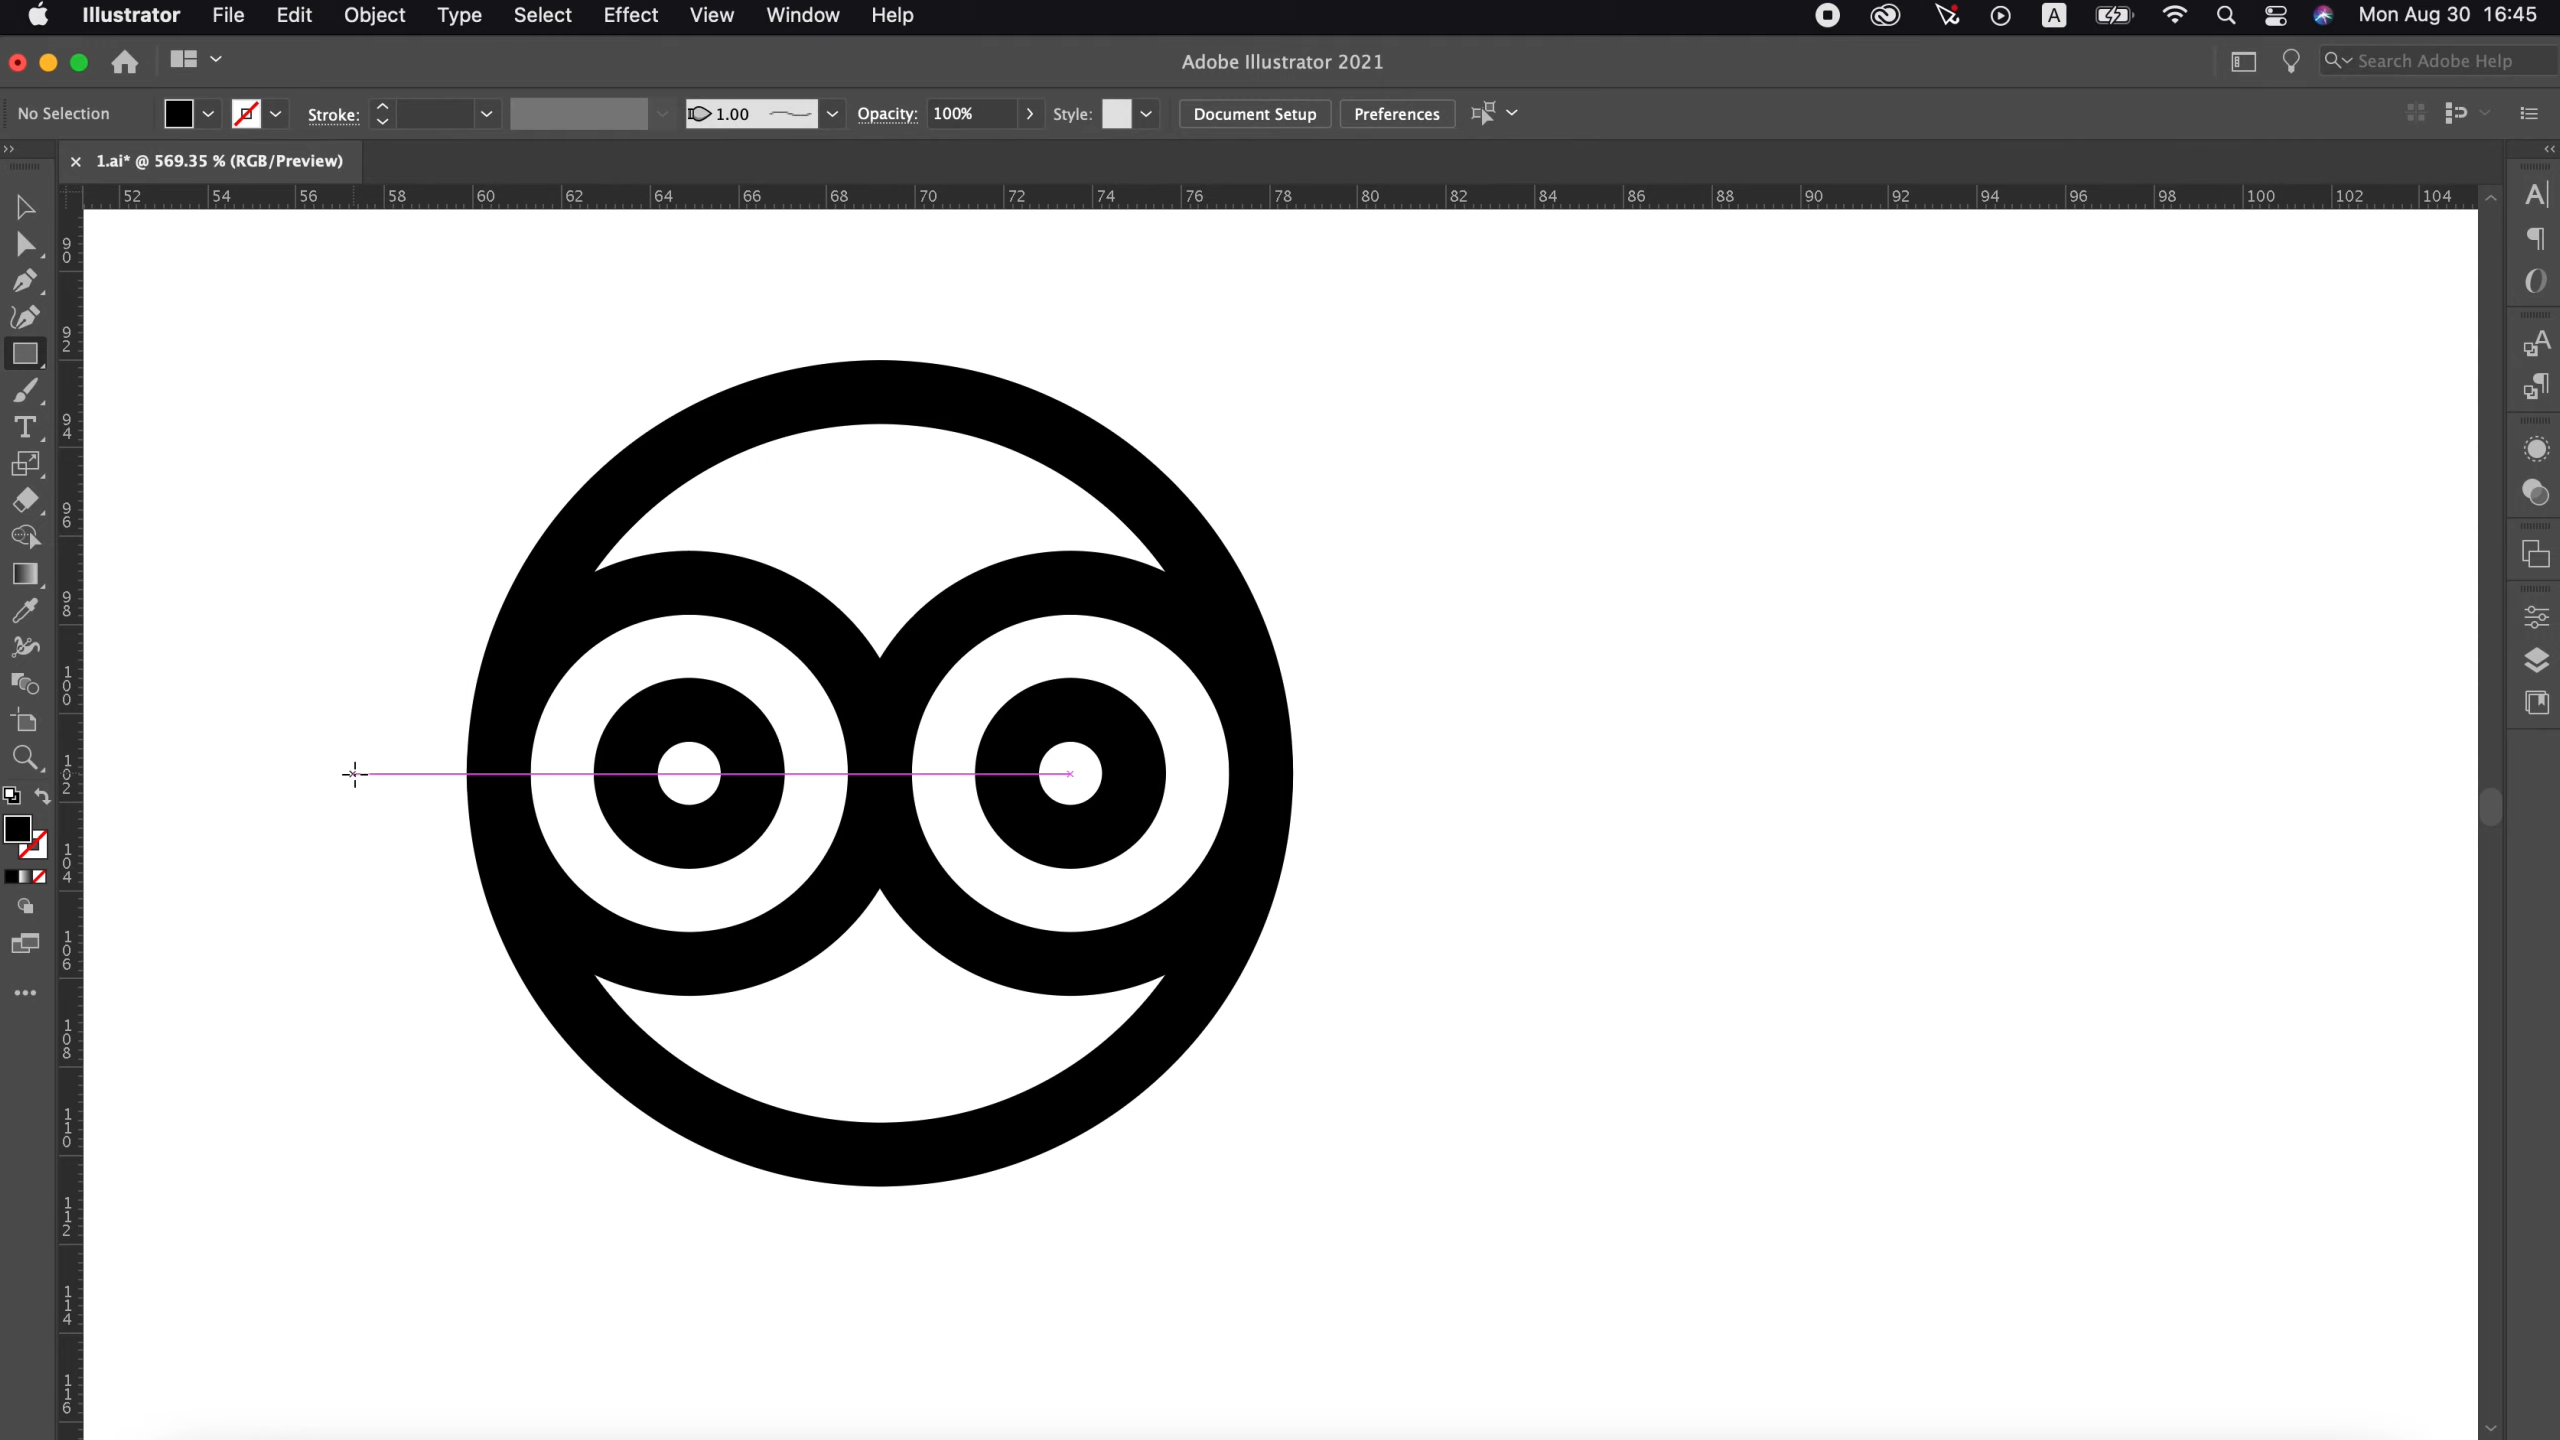 Illustrator File Edit Object Type Select Effect View Window Help A Mon Aug 30 16:45
Adobe Illustrator 2021 Search Adobe Help
No Selection Stroke: 1.00 Opacity: 100% Style: Document Setup Preferences
× 1.ai* @ 569.35 % (RGB/Preview)
52 54 56 58 60 62 64 66 68 70 72 74 76 78 80 82 84 86 88 90 92 94 96 98 100 102 104
90
92
94
96
98
100
102
104
106
108
110
112
114
116